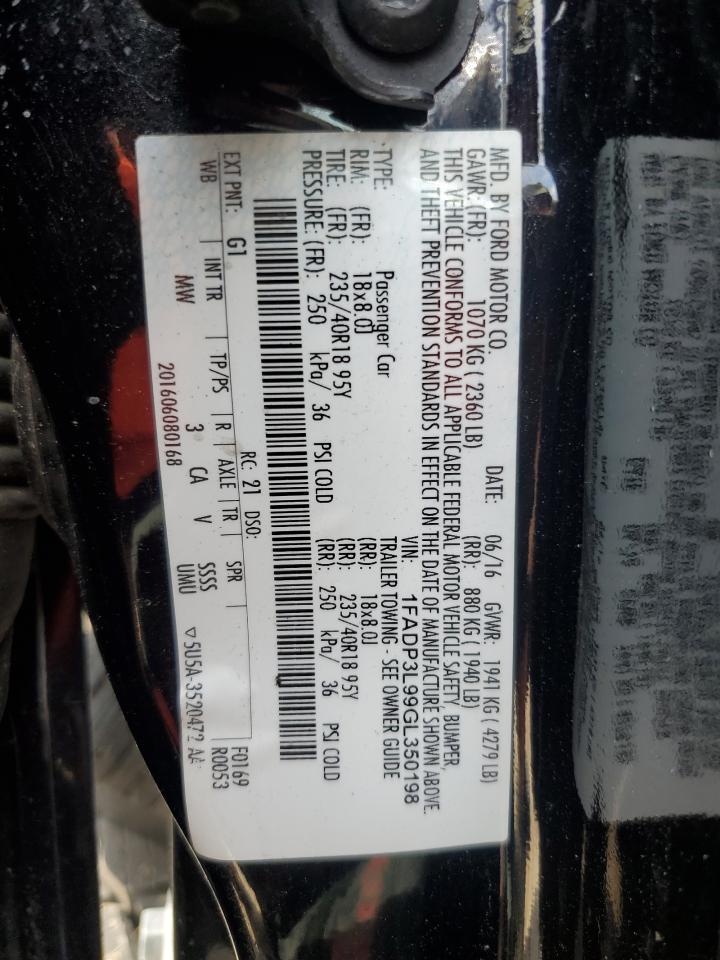 MFD. BY FORD MOTOR CO. DATE: 06/16 GVWR: 1941 KG ( 4279 LB)
GAWR: (FR): 1070 KG ( 2360 LB) (RR): 880 KG ( 1940 LB)
THIS VEHICLE CONFORMS TO ALL APPLICABLE FEDERAL MOTOR VEHICLE SAFETY, BUMPER,
AND THEFT PREVENTION STANDARDS IN EFFECT ON THE DATE OF MANUFACTURE SHOWN ABOVE.
VIN: 1FADP3L99GL350198
TYPE: Passenger Car TRAILER TOWING - SEE OWNER GUIDE
RIM: (FR): 18x8.0J (RR): 18x8.0J
TIRE: (FR): 235/40R18 95Y (RR): 235/40R18 95Y
PRESSURE: (FR): 250 kPa/ 36 PSI COLD (RR): 250 kPa/ 36 PSI COLD
RC: 21 DSO: F0169
EXT PNT: G1 R0053
WB INT TR TP/PS R AXLE TR SPR
MW 3 CA V SSSS
201606080168 UMU ▽5U5A-3520472 AA